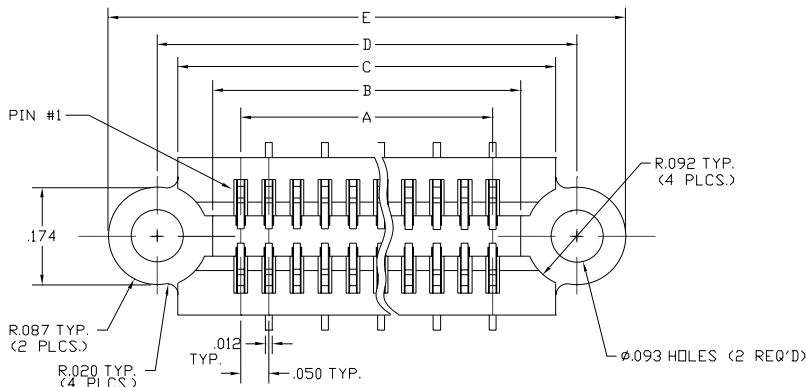 E
D
C
B
A
PIN #1
R.092 TYP.
(4 PLCS.)
.174
R.087 TYP.
(2 PLCS.)
R.020 TYP.
(4 PLCS.)
.012
TYP.
.050 TYP.
Ø.093 HOLES (2 REQ'D)